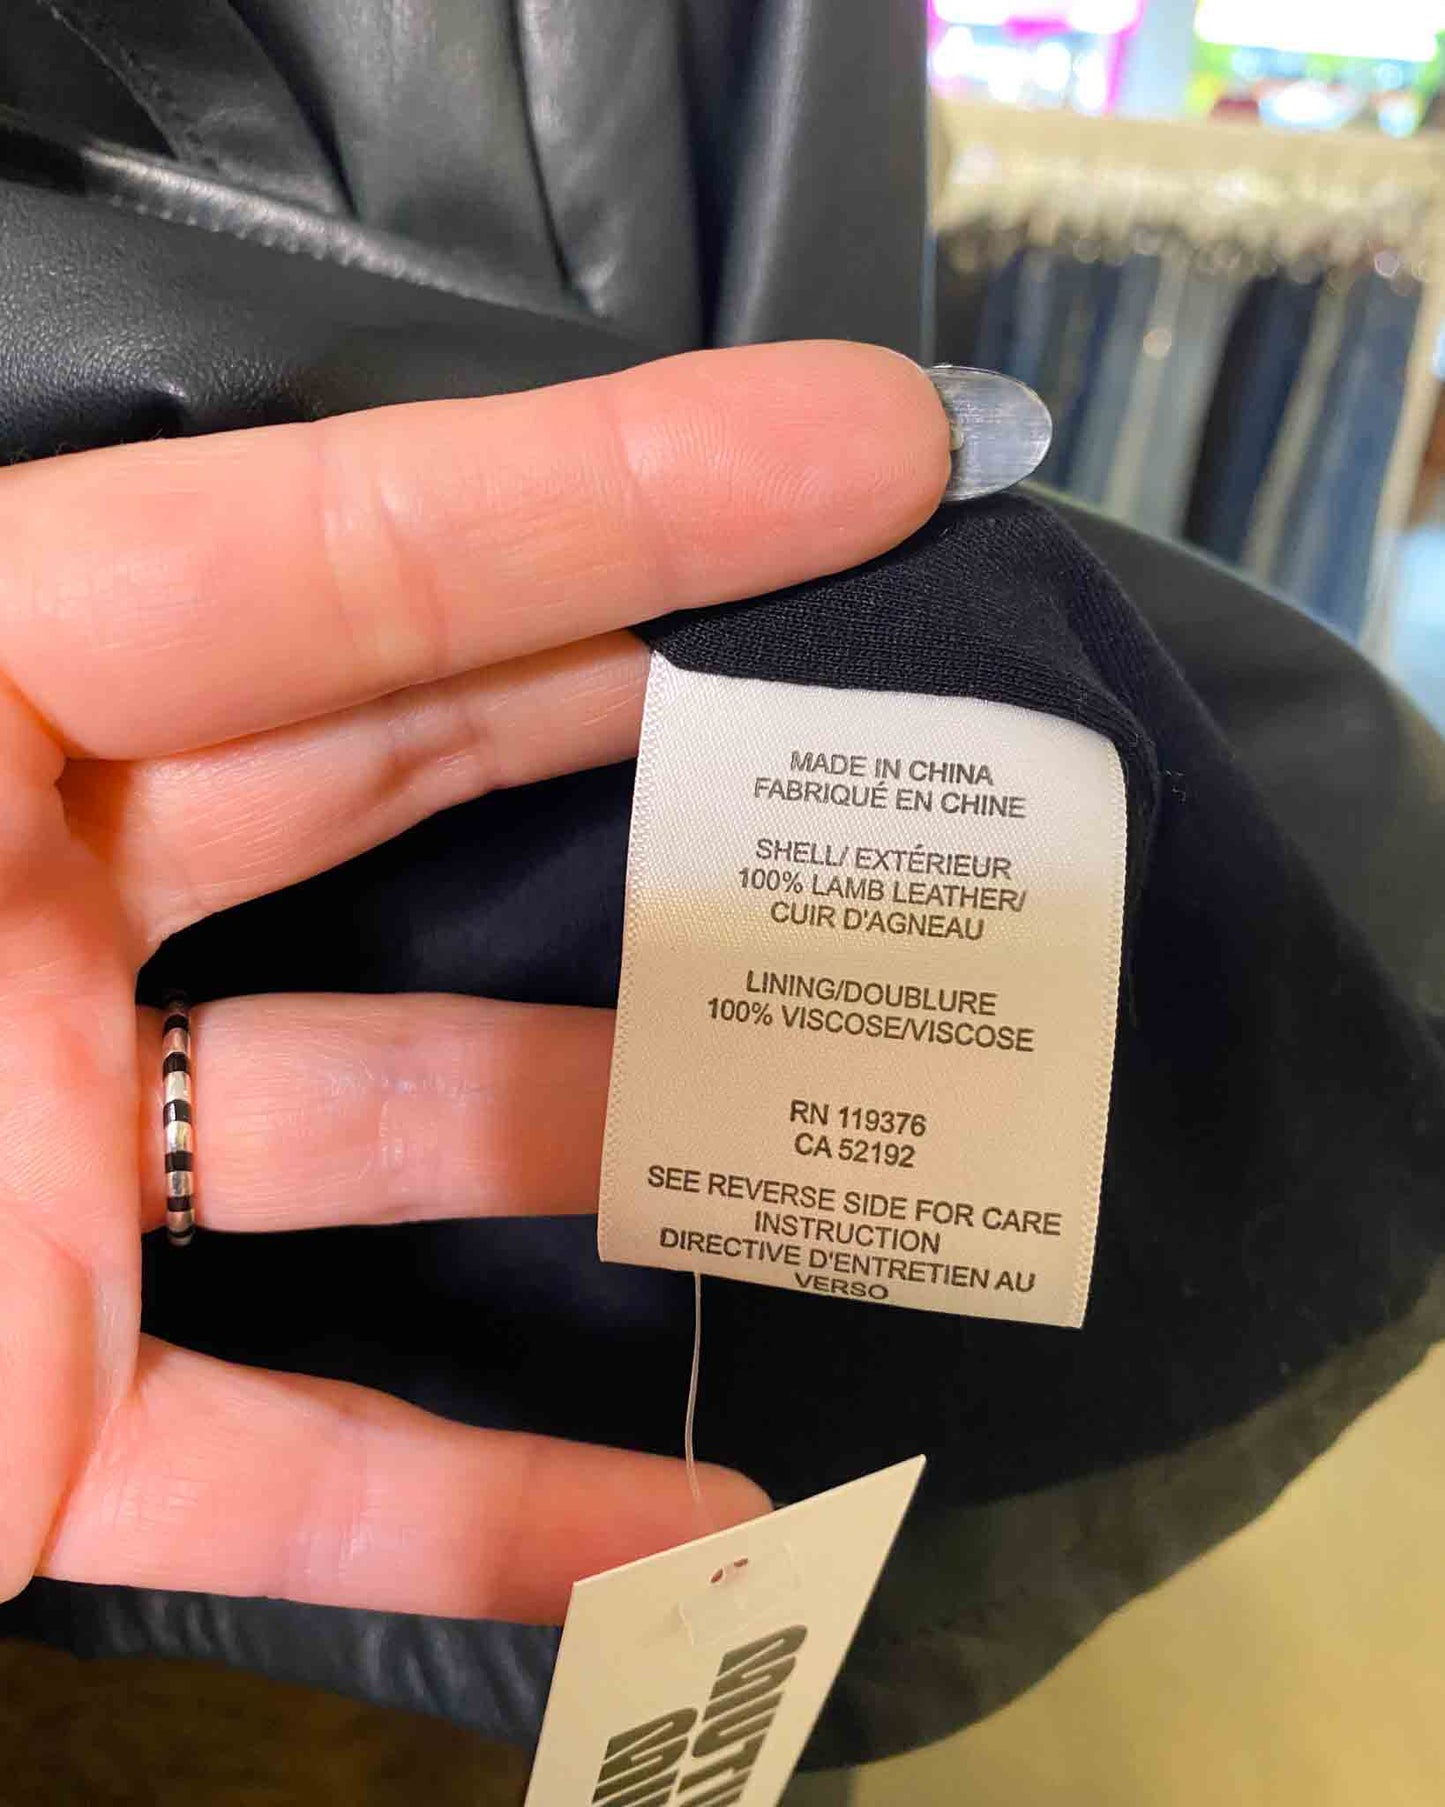 MADE IN CHINA
FABRIQUÉ EN CHINE
SHELL/ EXTÉRIEUR
100% LAMB LEATHER/
CUIR D'AGNEAU
LINING/DOUBLURE
100% VISCOSE/VISCOSE
RN 119376
CA 52192
SEE REVERSE SIDE FOR CARE
INSTRUCTION
DIRECTIVE D'ENTRETIEN AU
VERSO